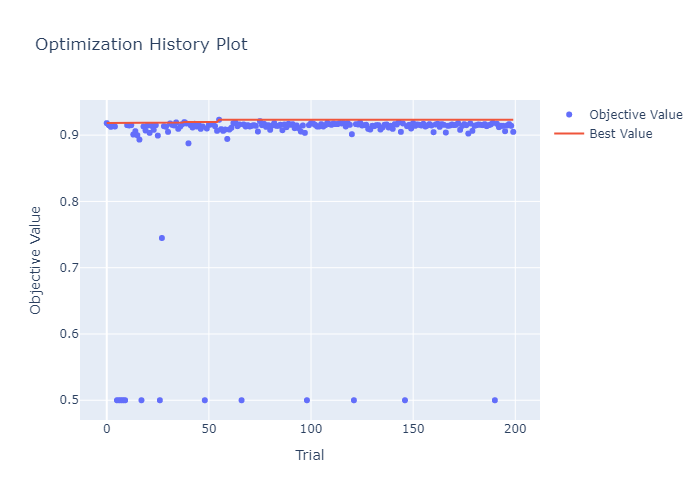 Optimization History Plot
Objective Value
Best Value
Objective Value
0.9
0.8
0.7
0.6
0.5
0 50 100 150 200
Trial